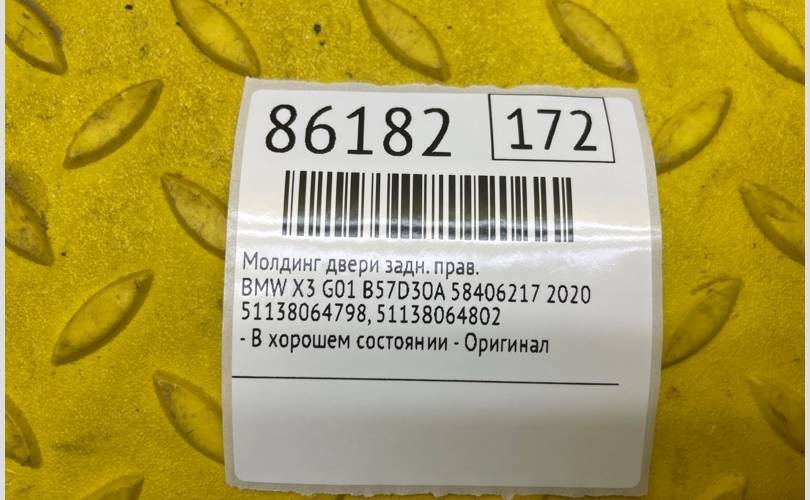 86182 172
Молдинг двери задн. прав.
BMW X3 G01 B57D30A 58406217 2020
51138064798, 51138064802
- В хорошем состоянии - Оригинал